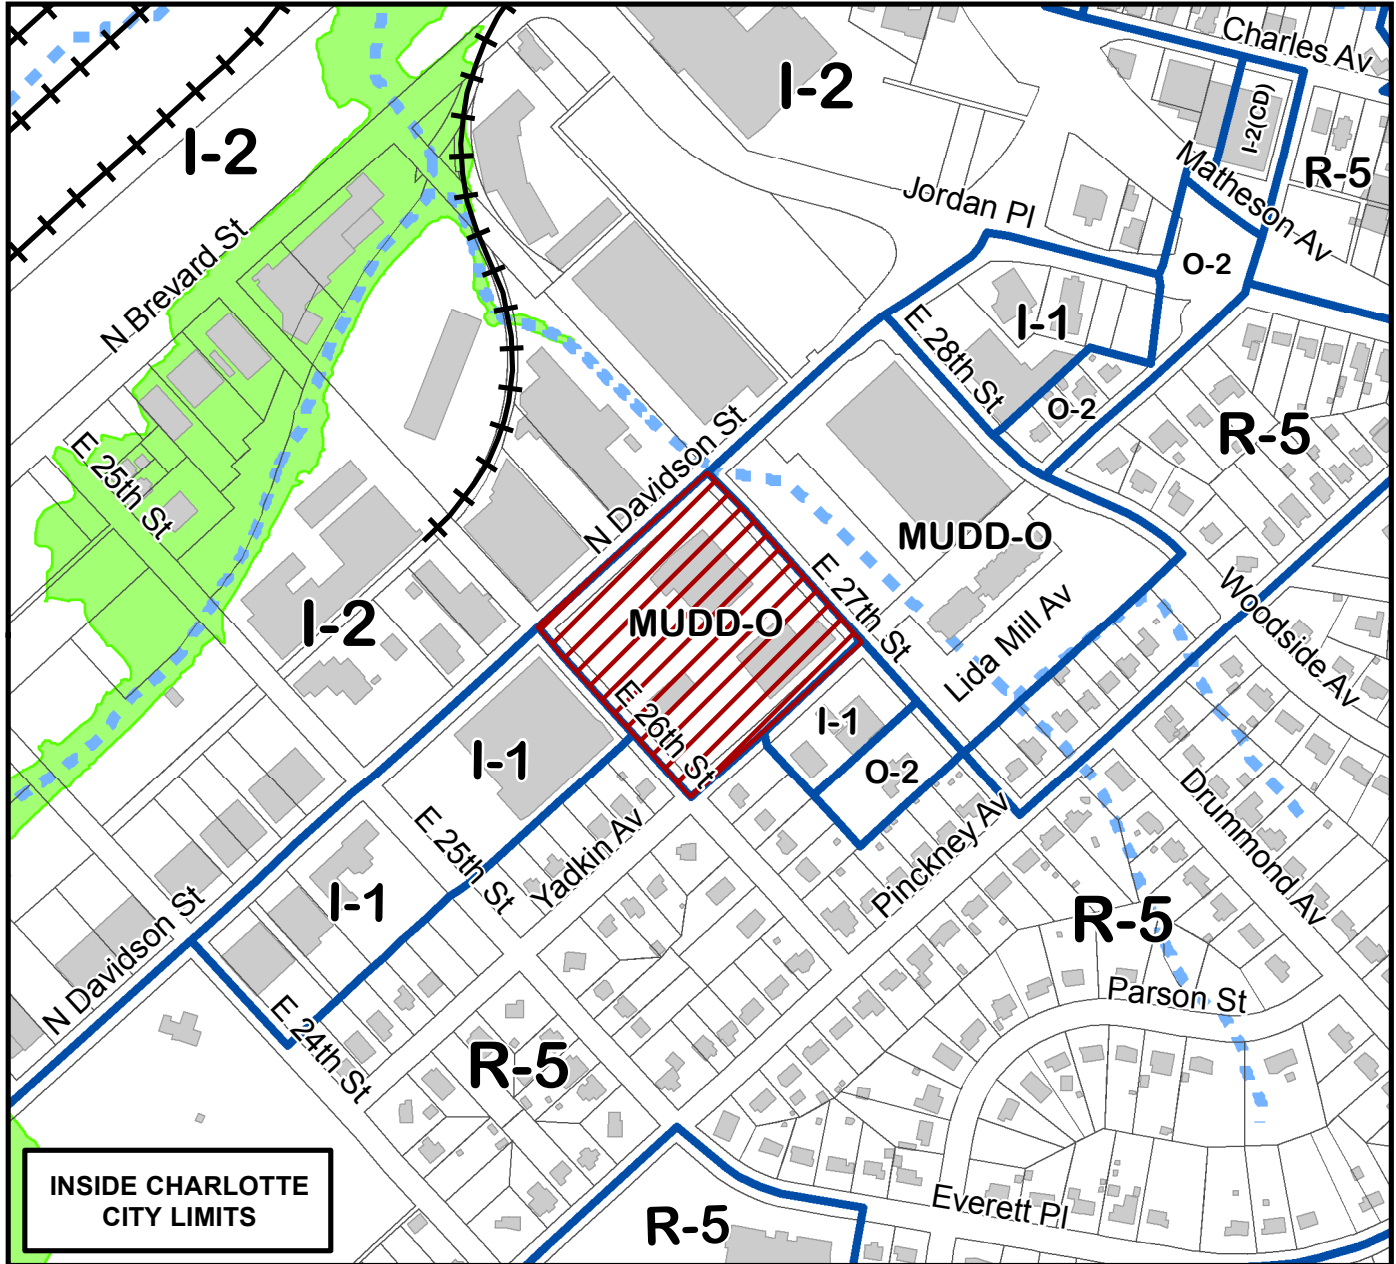 Charles Av
I-2
I-2(CD)
I-2
Matheson Av
R-5
Jordan Pl
N Brevard St
O-2
I-1
E 28th St
O-2
R-5
E 25th St
N Davidson St
MUDD-O
E 27th St
Woodside Av
I-2
MUDD-O
Lida Mill Av
E 26th St
I-1
I-1
O-2
Drummond Av
E 25th St
Yadkin Av
Pinckney Av
I-1
R-5
N Davidson St
Parson St
E 24th St
R-5
INSIDE CHARLOTTE
CITY LIMITS
Everett Pl
R-5